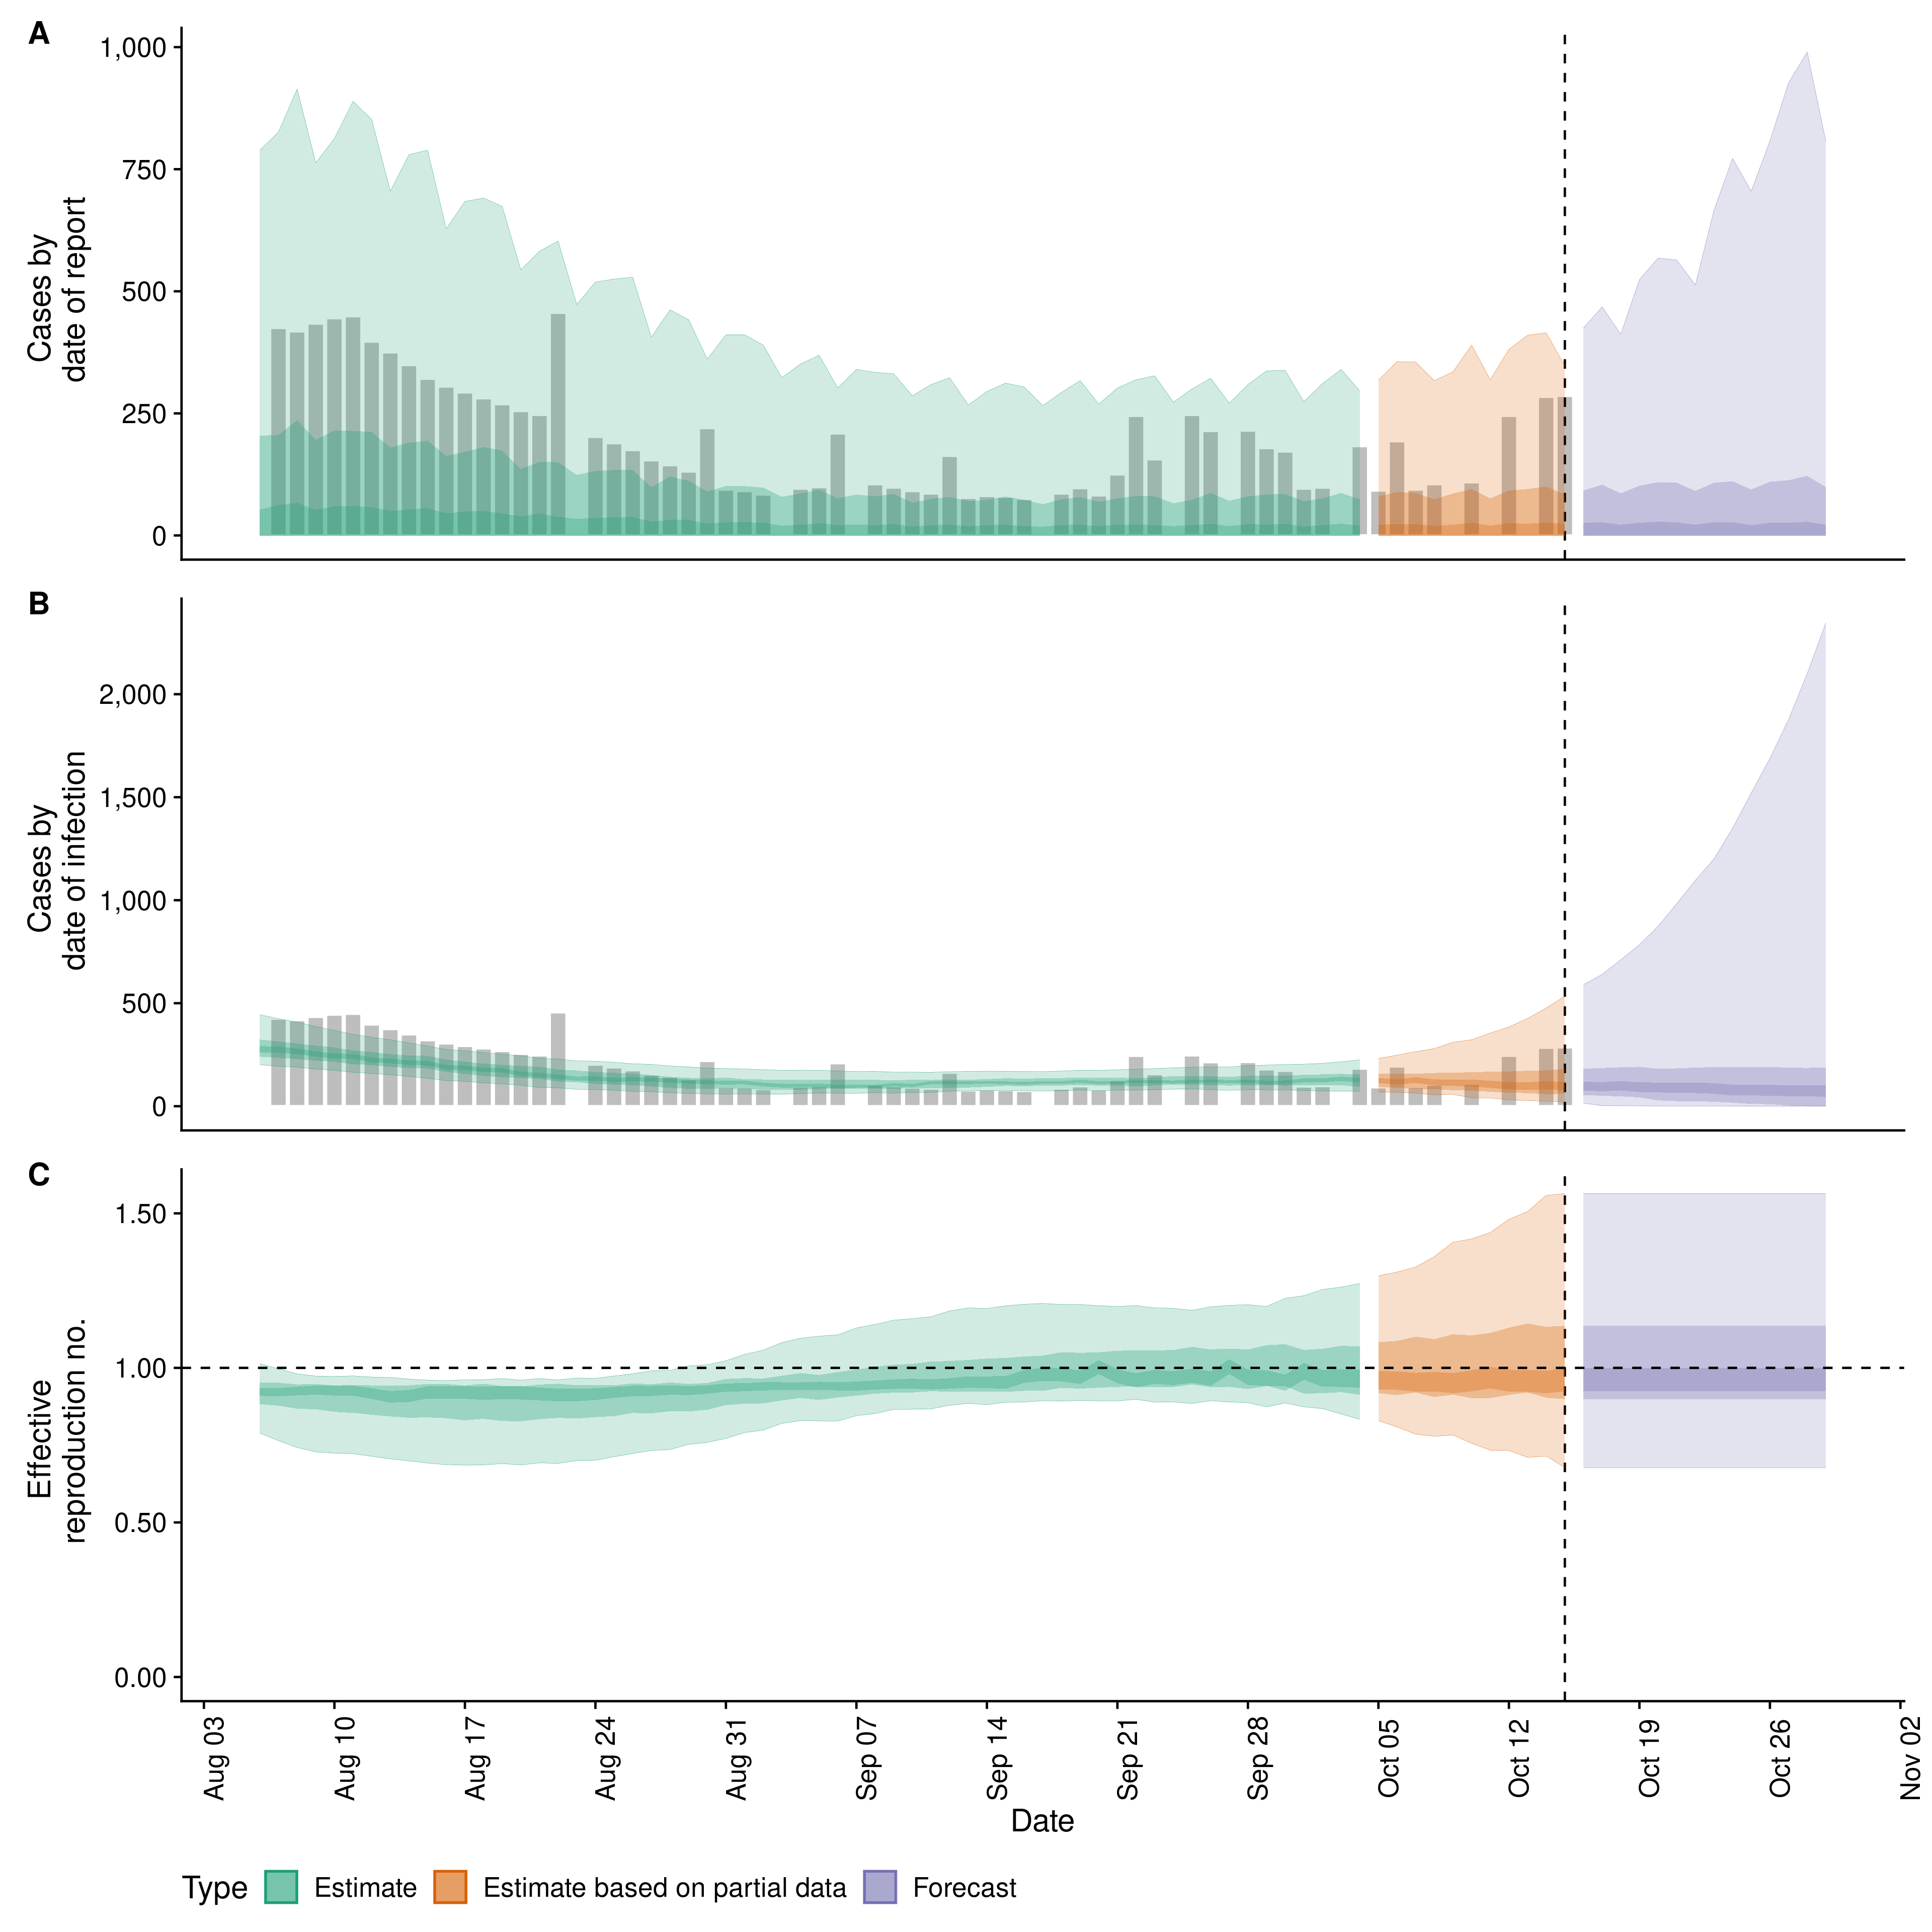 A
Cases by
date of report
1,000
750
500
250
0
B
Cases by
date of infection
2,000
1,500
1,000
500
0
C
Effective
reproduction no.
1.50
1.00
0.50
0.00
Aug 03
Aug 10
Aug 17
Aug 24
Aug 31
Sep 07
Sep 14
Sep 21
Sep 28
Oct 05
Oct 12
Oct 19
Oct 26
Nov 02
Date
Type Estimate Estimate based on partial data Forecast